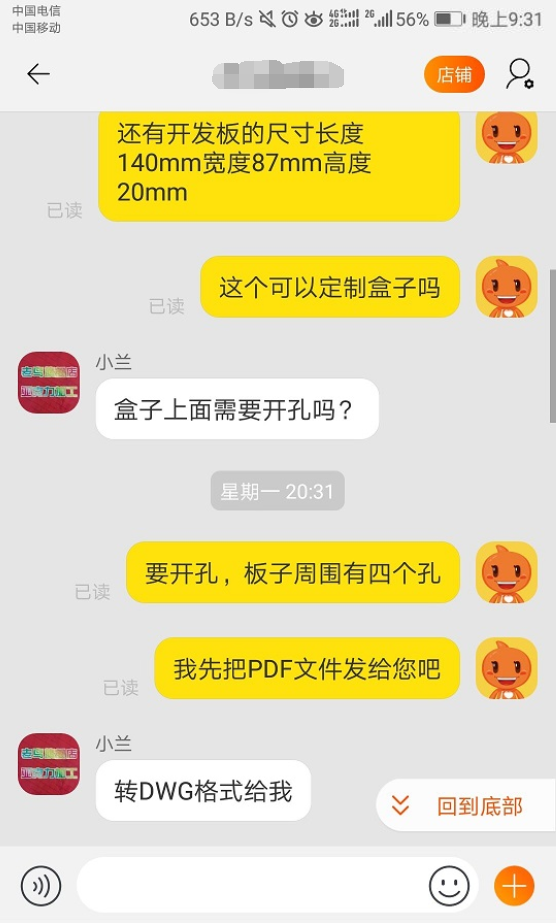 中国电信
中国移动
653 B/s
4G
2G
2G
56%
晚上9:31
店铺
还有开发板的尺寸长度
140mm宽度87mm高度
20mm
已读
这个可以定制盒子吗
已读
小兰
盒子上面需要开孔吗？
星期一 20:31
要开孔，板子周围有四个孔
已读
我先把PDF文件发给您吧
已读
小兰
转DWG格式给我
回到底部